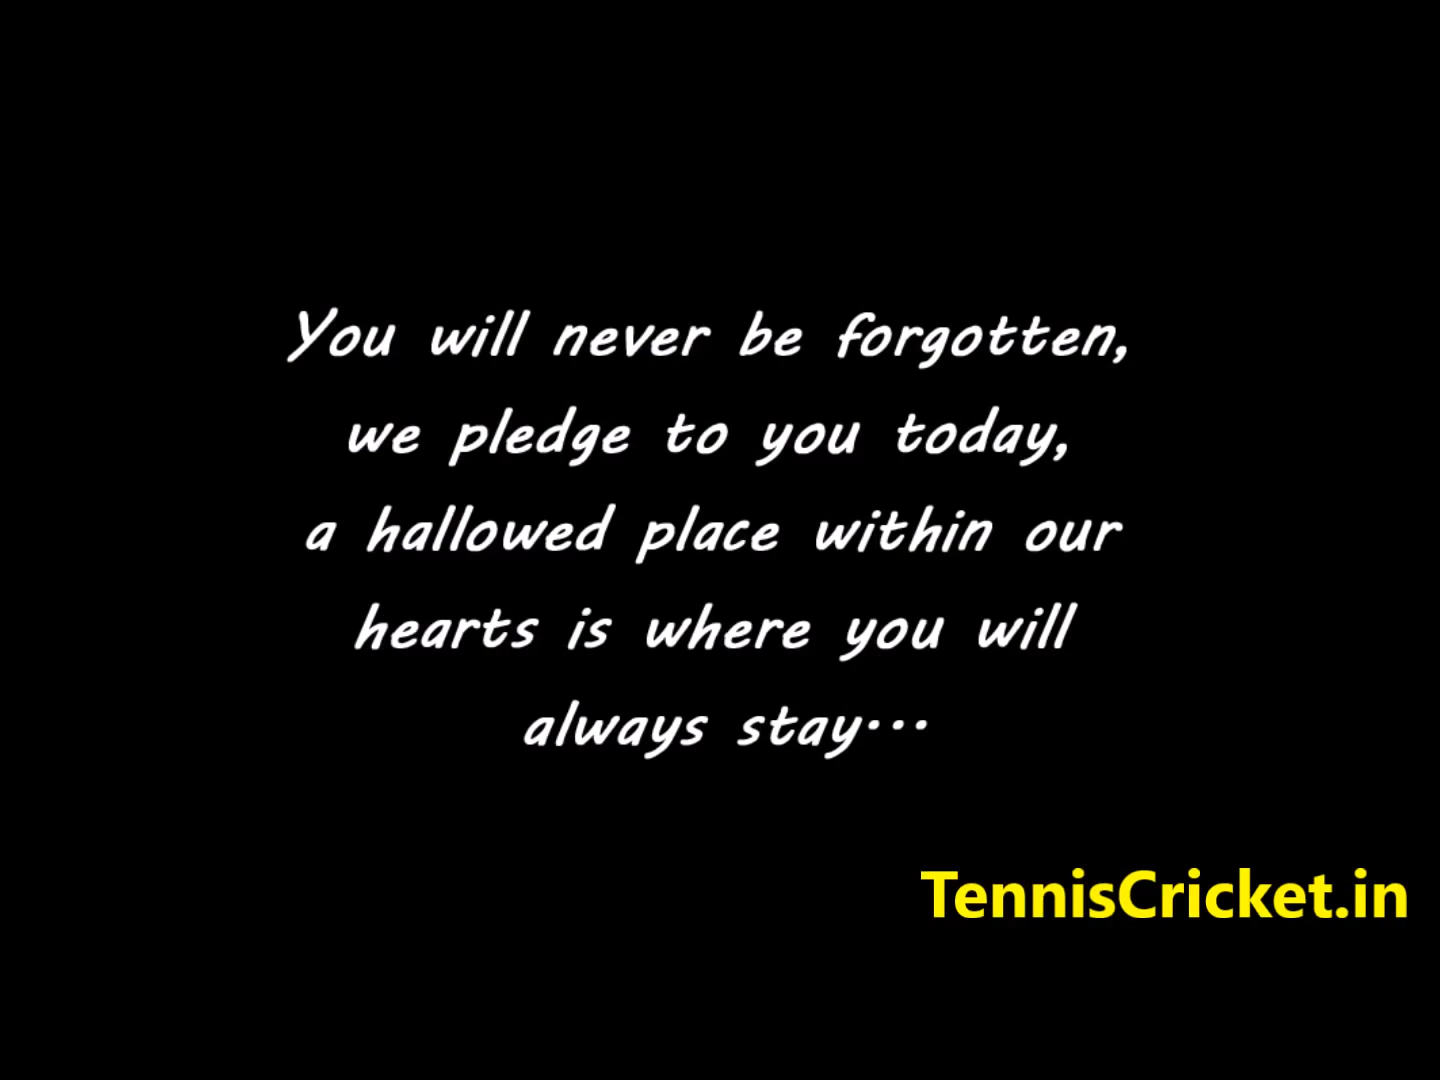 You will never be forgotten,
we pledge to you today,
a hallowed place within our
hearts is where you will
always stay...
TennisCricket.in